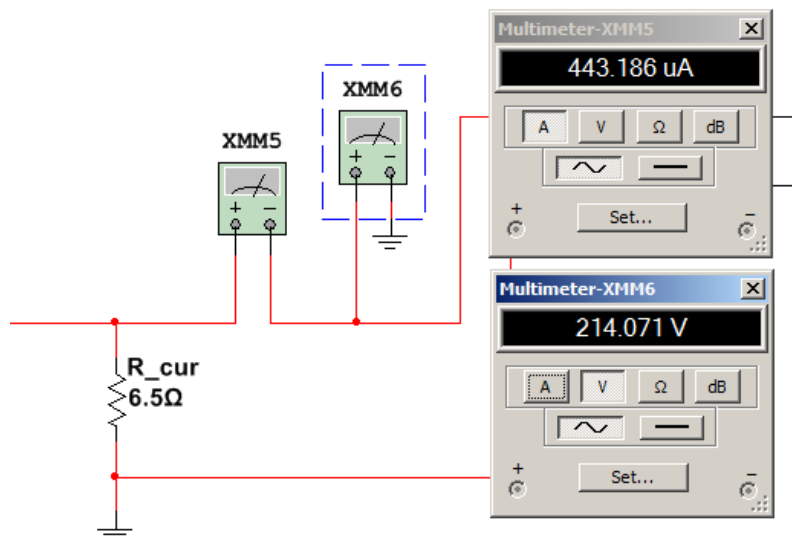 XMM5
+ −
XMM6
+ −
R_cur
6.5Ω
Multimeter-XMM5
443.186 uA
A V Ω dB
+ Set... −
Multimeter-XMM6
214.071 V
A V Ω dB
+ Set... −